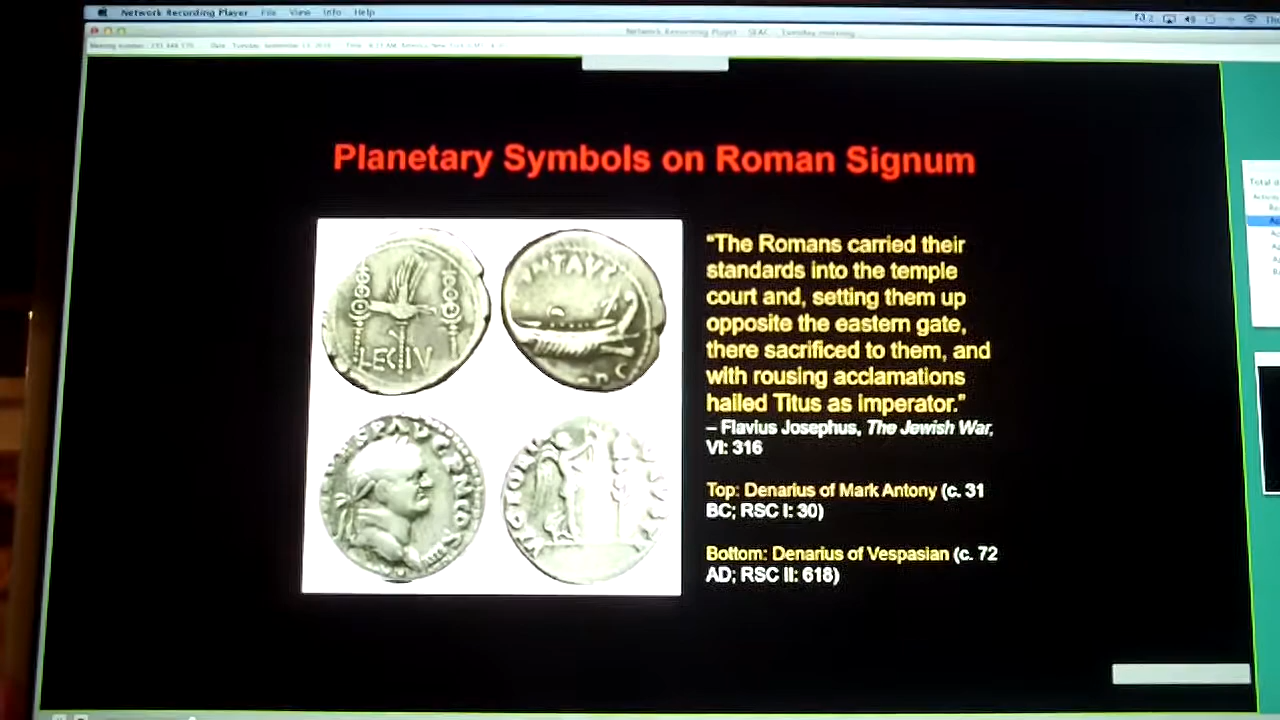 Network Recording Player File View Info Help
Network Recording Player
Planetary Symbols on Roman Signum
"The Romans carried their
standards into the temple
court and, setting them up
opposite the eastern gate,
there sacrificed to them, and
with rousing acclamations
hailed Titus as imperator."
– Flavius Josephus, The Jewish War,
VI: 316
Top: Denarius of Mark Antony (c. 31
BC; RSC I: 30)
Bottom: Denarius of Vespasian (c. 72
AD; RSC II: 618)